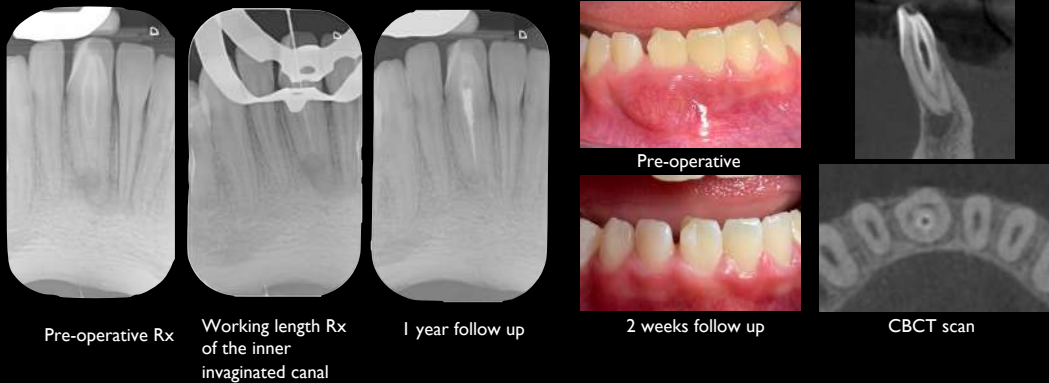 D
D
D
Pre-operative Rx
Working length Rx
of the inner
invaginated canal
1 year follow up
Pre-operative
2 weeks follow up
CBCT scan